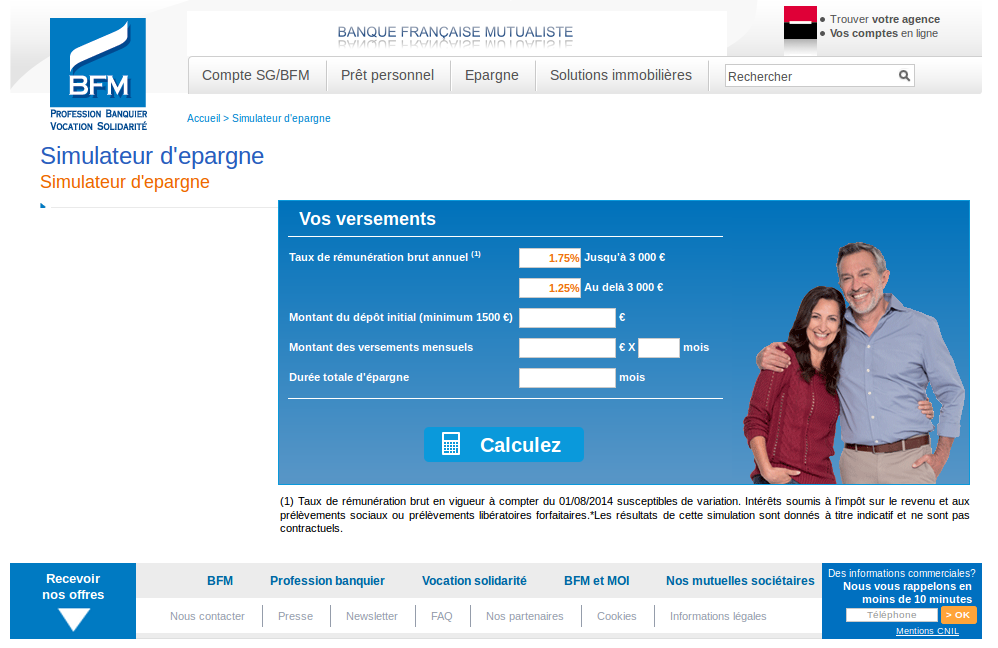 BANQUE FRANÇAISE MUTUALISTE
Trouver votre agence
Vos comptes en ligne
BFM
PROFESSION BANQUIER
VOCATION SOLIDARITÉ
Compte SG/BFM
Prêt personnel
Epargne
Solutions immobilières
Rechercher
Accueil > Simulateur d'epargne
Simulateur d'epargne
Simulateur d'epargne
Vos versements
Taux de rémunération brut annuel (1) 1.75% Jusqu'à 3 000 €
1.25% Au delà 3 000 €
Montant du dépôt initial (minimum 1500 €) €
Montant des versements mensuels € X mois
Durée totale d'épargne mois
Calculez
(1) Taux de rémunération brut en vigueur à compter du 01/08/2014 susceptibles de variation. Intérêts soumis à l'impôt sur le revenu et aux
prélèvements sociaux ou prélèvements libératoires forfaitaires.*Les résultats de cette simulation sont donnés à titre indicatif et ne sont pas
contractuels.
Recevoir
nos offres
BFM Profession banquier Vocation solidarité BFM et MOI Nos mutuelles sociétaires
Nous contacter Presse Newsletter FAQ Nos partenaires Cookies Informations légales
Des informations commerciales?
Nous vous rappelons en
moins de 10 minutes
Téléphone > OK
Mentions CNIL